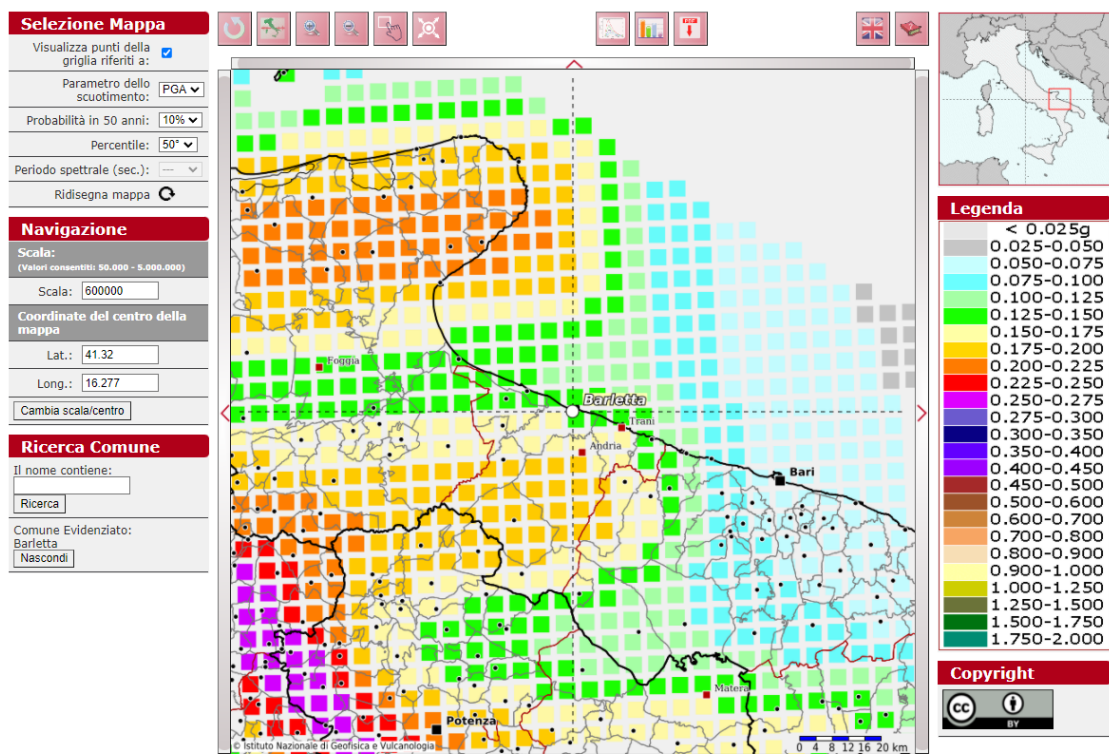 Selezione Mappa
Visualizza punti della
griglia riferiti a:
Parametro dello
scuotimento: PGA
Probabilità in 50 anni: 10%
Percentile: 50°
Periodo spettrale (sec.): ---
Ridisegna mappa
Navigazione
Scala:
(Valori consentiti: 50.000 - 5.000.000)
Scala: 600000
Coordinate del centro della
mappa
Lat.: 41.32
Long.: 16.277
Cambia scala/centro
Ricerca Comune
Il nome contiene:
Ricerca
Comune Evidenziato:
Barletta
Nascondi
PDF
Foggia
Barletta
Trani
Andria
Bari
Matera
Potenza
© Istituto Nazionale di Geofisica e Vulcanologia
0 4 8 12 16 20 km
Legenda
< 0.025g
0.025-0.050
0.050-0.075
0.075-0.100
0.100-0.125
0.125-0.150
0.150-0.175
0.175-0.200
0.200-0.225
0.225-0.250
0.250-0.275
0.275-0.300
0.300-0.350
0.350-0.400
0.400-0.450
0.450-0.500
0.500-0.600
0.600-0.700
0.700-0.800
0.800-0.900
0.900-1.000
1.000-1.250
1.250-1.500
1.500-1.750
1.750-2.000
Copyright
cc
BY